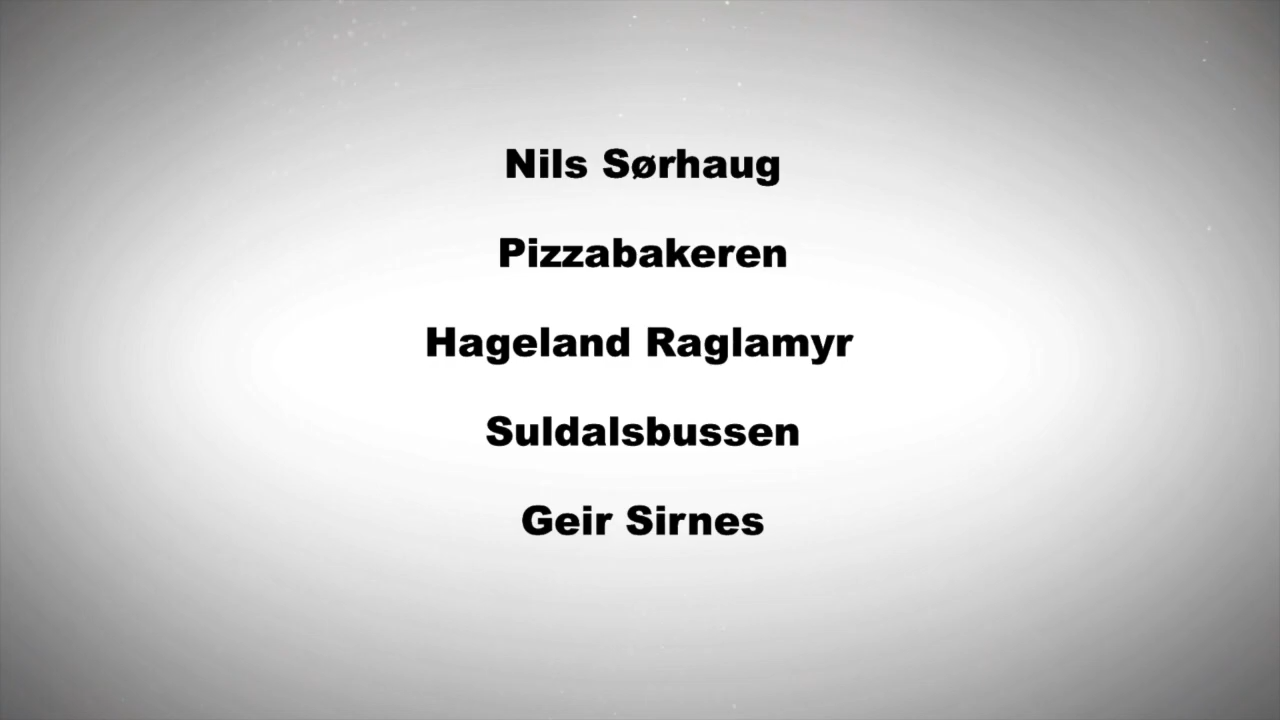 Nils Sørhaug
Pizzabakeren
Hageland Raglamyr
Suldalsbussen
Geir Sirnes